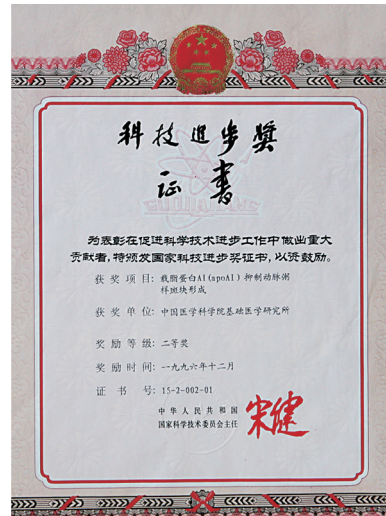 科技进步奖
证书
为表彰在促进科学技术进步工作中做出重大
贡献者,特颁发国家科技进步奖证书,以资鼓励。
获奖项目:载脂蛋白AI(apoAI)抑制动脉粥
样斑块形成
获奖单位:中国医学科学院基础医学研究所
奖励等级:二等奖
奖励时间:一九九六年十二月
证书号:15-2-002-01
中华人民共和国
国家科学技术委员会主任
宋健